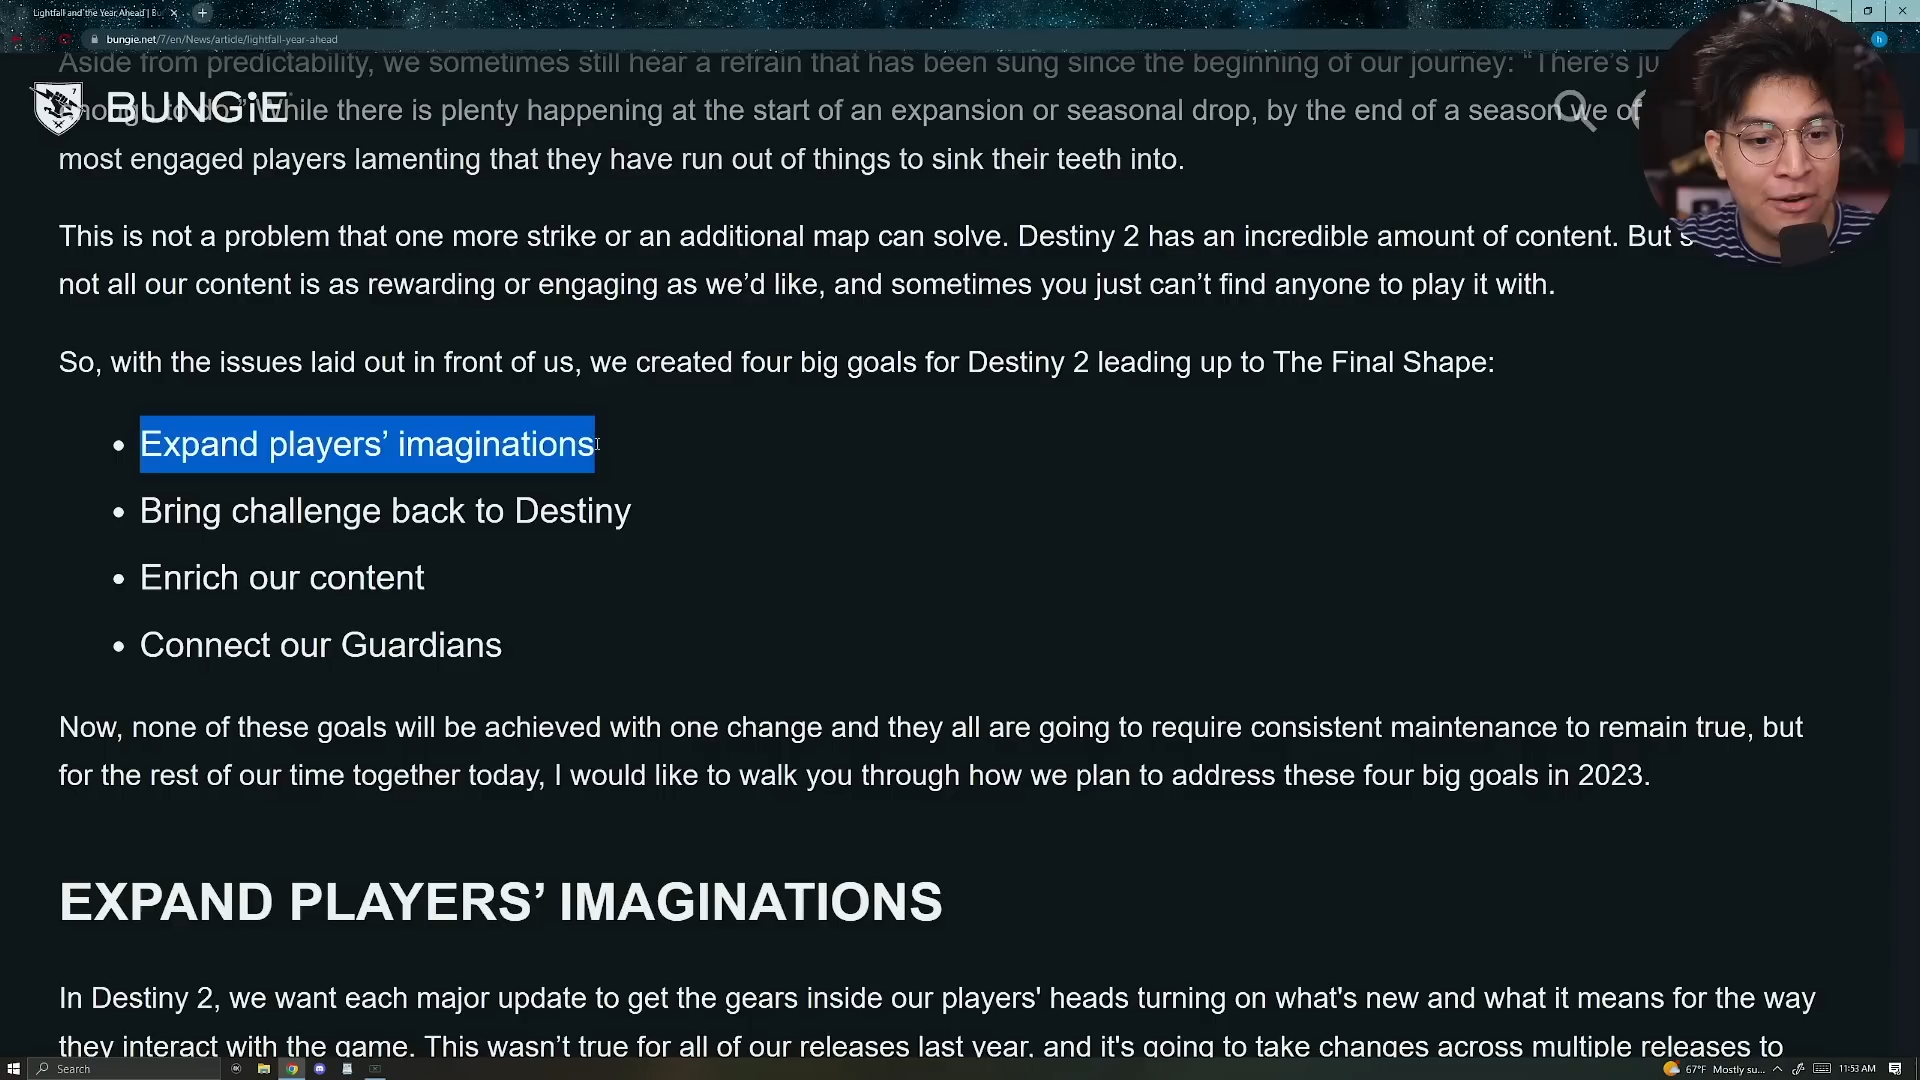 Lightfall and the Year Ahead | Bu
bungie.net/7/en/News/article/lightfall-year-ahead
Aside from predictability, we sometimes still hear a refrain that has been sung since the beginning of our journey: “There’s ju
BUNGiE
enough to do.” While there is plenty happening at the start of an expansion or seasonal drop, by the end of a season we of
most engaged players lamenting that they have run out of things to sink their teeth into.
This is not a problem that one more strike or an additional map can solve. Destiny 2 has an incredible amount of content. But s
not all our content is as rewarding or engaging as we’d like, and sometimes you just can’t find anyone to play it with.
So, with the issues laid out in front of us, we created four big goals for Destiny 2 leading up to The Final Shape:
• Expand players’ imaginations
• Bring challenge back to Destiny
• Enrich our content
• Connect our Guardians
Now, none of these goals will be achieved with one change and they all are going to require consistent maintenance to remain true, but
for the rest of our time together today, I would like to walk you through how we plan to address these four big goals in 2023.
EXPAND PLAYERS’ IMAGINATIONS
In Destiny 2, we want each major update to get the gears inside our players' heads turning on what's new and what it means for the way
they interact with the game. This wasn’t true for all of our releases last year, and it's going to take changes across multiple releases to
Search
67°F Mostly su...
11:53 AM